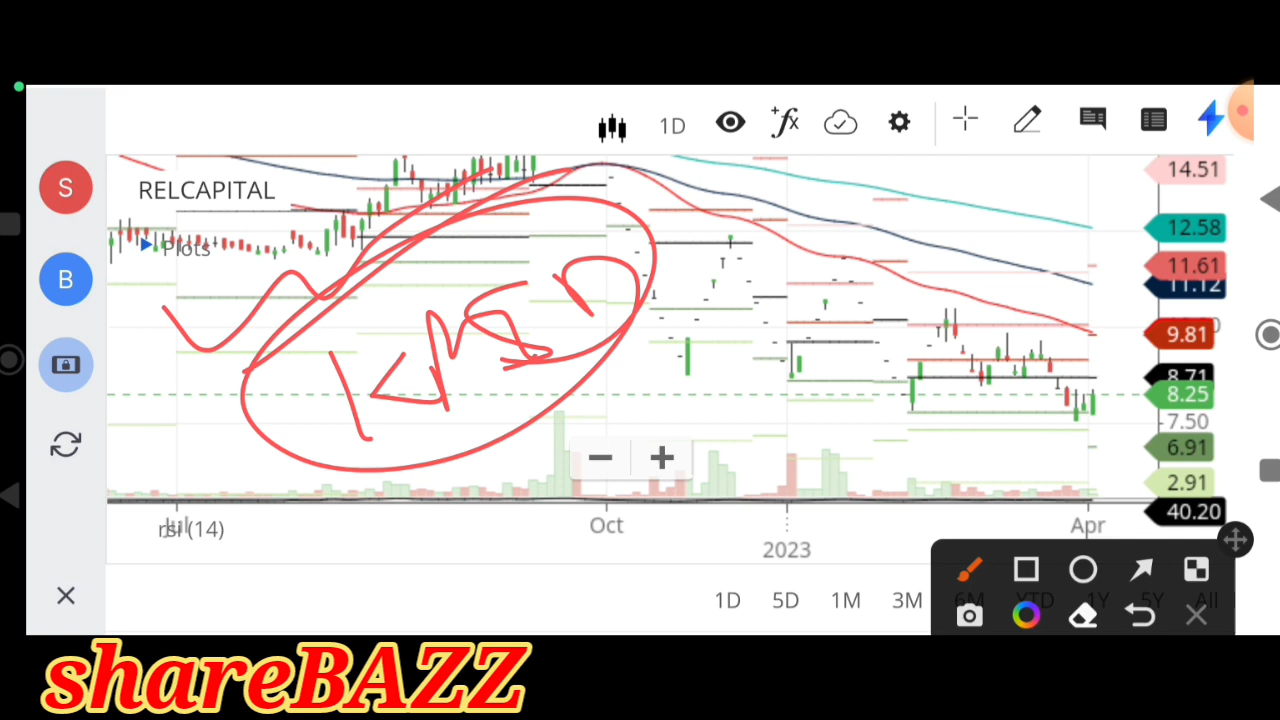 1D
S
RELCAPITAL
Plots
B
14.51
12.58
11.61
11.12
9.81
8.71
8.25
7.50
6.91
2.91
40.20
Jul
Oct
Apr
rsi (14)
2023
1D 5D 1M 3M 6M YTD 1Y 5Y All
shareBAZZ